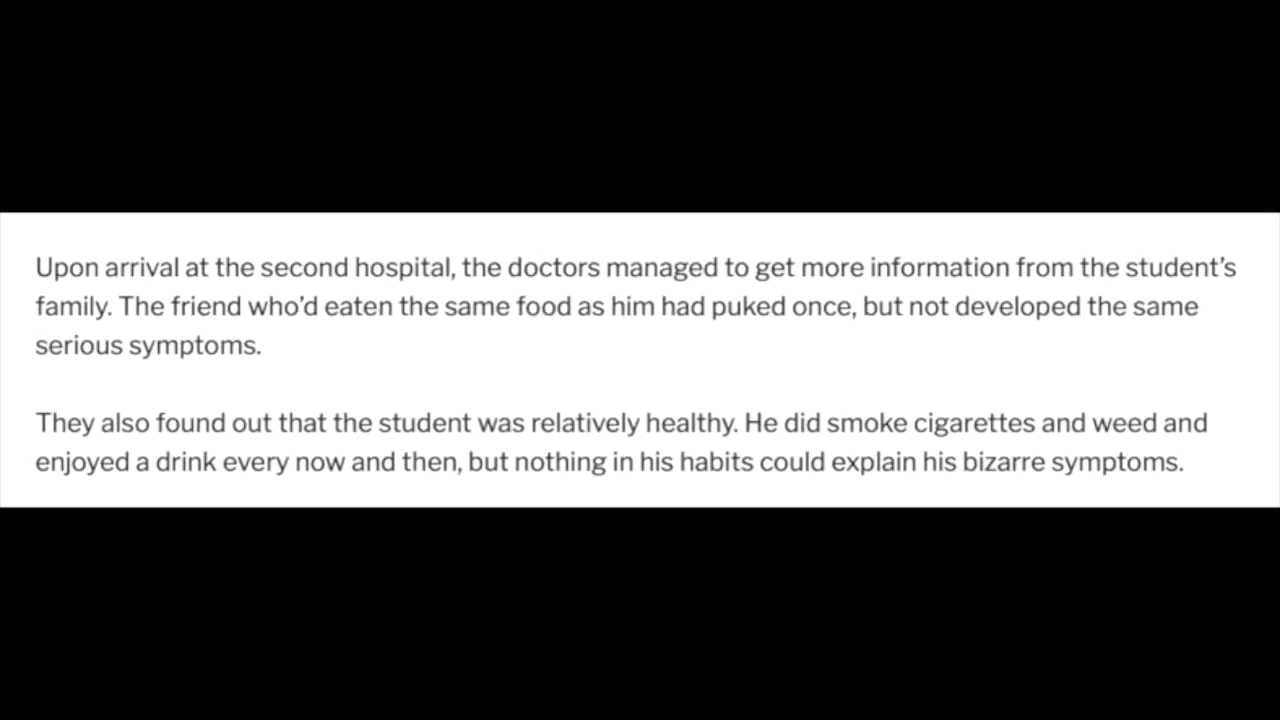 Upon arrival at the second hospital, the doctors managed to get more information from the student’s
family. The friend who’d eaten the same food as him had puked once, but not developed the same
serious symptoms.
They also found out that the student was relatively healthy. He did smoke cigarettes and weed and
enjoyed a drink every now and then, but nothing in his habits could explain his bizarre symptoms.